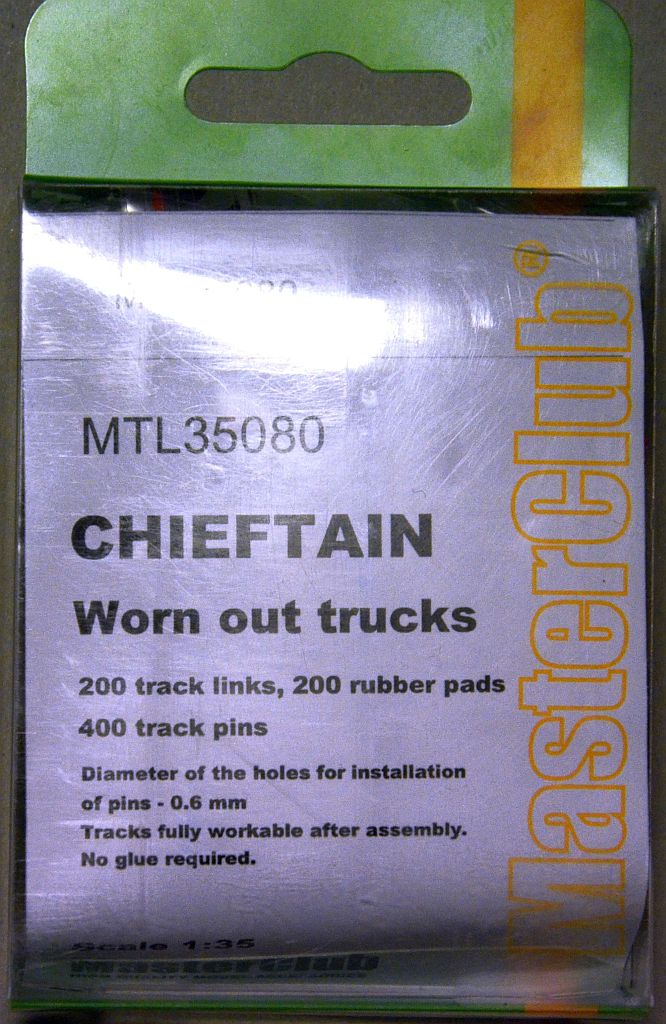 MTL35080
CHIEFTAIN
Worn out trucks
200 track links, 200 rubber pads
400 track pins
Diameter of the holes for installation
of pins - 0.6 mm
Tracks fully workable after assembly.
No glue required.
Scale 1:35
Masterclub
MasterClub®